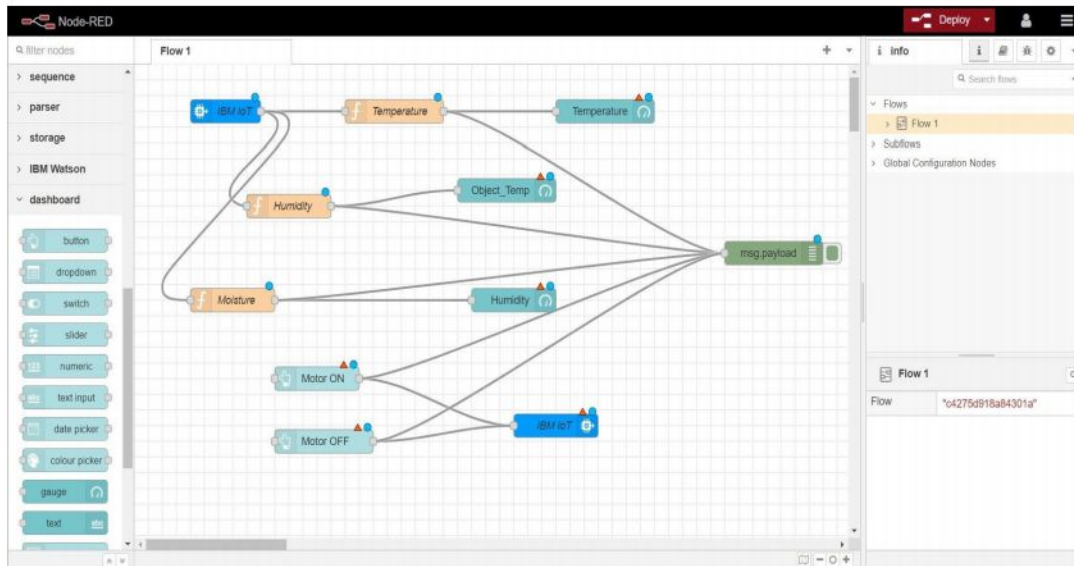 Node-RED
Deploy
filter nodes
sequence
parser
storage
IBM Watson
dashboard
button
dropdown
switch
slider
numeric
text input
date picker
colour picker
gauge
text
Flow 1
IBM IoT
Temperature
Temperature
Humidity
Object_Temp
msg.payload
Moisture
Humidity
Motor ON
Motor OFF
IBM IoT
i info
Search flows
Flows
Flow 1
Subflows
Global Configuration Nodes
Flow 1
Flow "c4275d918a84301a"